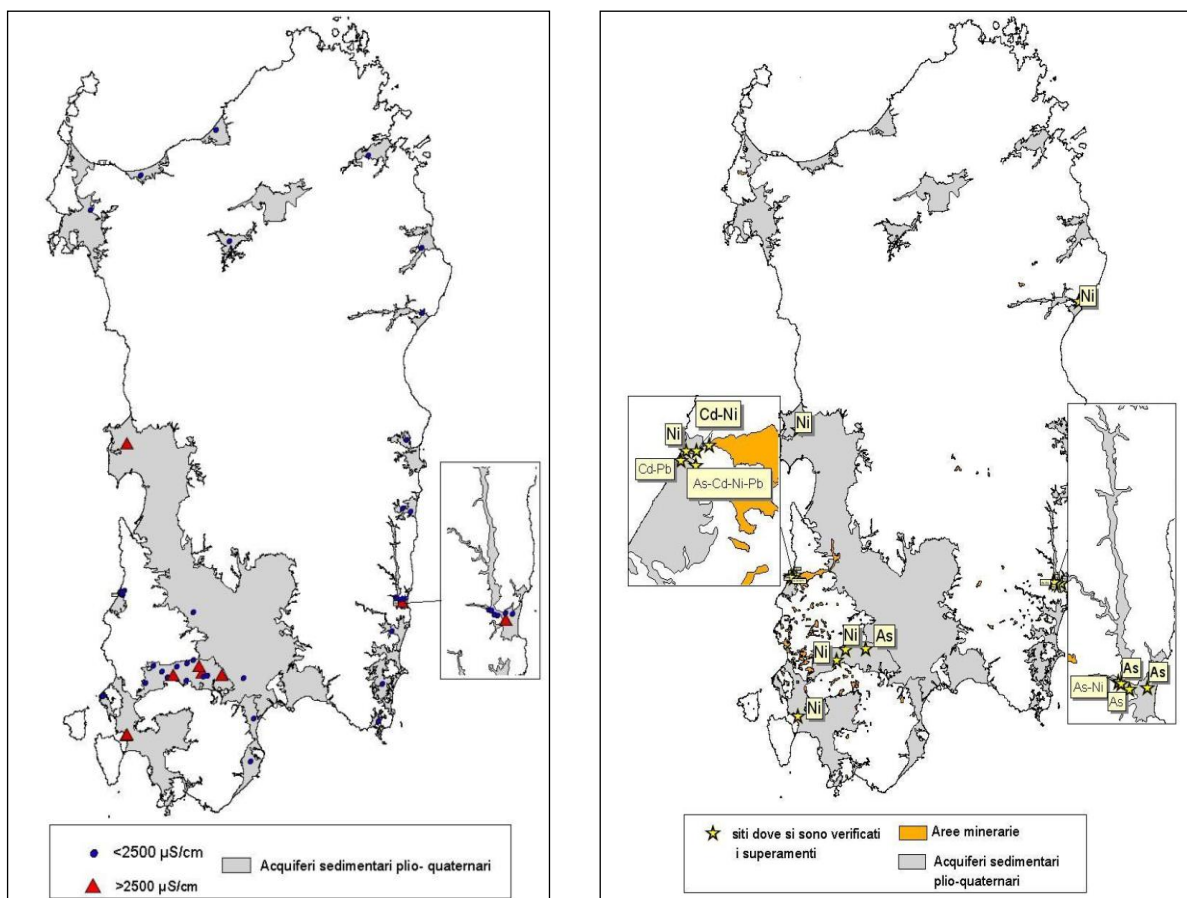 <2500 µS/cm
>2500 µS/cm
Acquiferi sedimentari plio- quaternari
Ni
Cd-Ni
Ni
Cd-Pb
As-Cd-Ni-Pb
Ni
Ni
As
Ni
Ni
As
As
As-Ni
As
siti dove si sono verificati
i superamenti
Aree minerarie
Acquiferi sedimentari
plio-quaternari